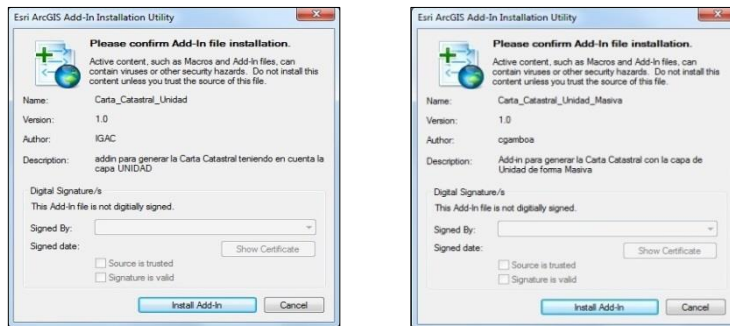 Esri ArcGIS Add-In Installation Utility
Please confirm Add-In file installation.
Active content, such as Macros and Add-In files, can
contain viruses or other security hazards. Do not install this
content unless you trust the source of this file.
Name: Carta_Catastral_Unidad
Version: 1.0
Author: IGAC
Description: addin para generar la Carta Catastral teniendo en cuenta la
capa UNIDAD
Digital Signature/s
This Add-In file is not digitially signed.
Signed By:
Signed date:
Show Certificate
Source is trusted
Signature is valid
Install Add-In Cancel
Esri ArcGIS Add-In Installation Utility
Please confirm Add-In file installation.
Active content, such as Macros and Add-In files, can
contain viruses or other security hazards. Do not install this
content unless you trust the source of this file.
Name: Carta_Catastral_Unidad_Masiva
Version: 1.0
Author: cgamboa
Description: Add-in para generar la Carta Catastral con la capa de
Unidad de forma Masiva
Digital Signature/s
This Add-In file is not digitially signed.
Signed By:
Signed date:
Show Certificate
Source is trusted
Signature is valid
Install Add-In Cancel